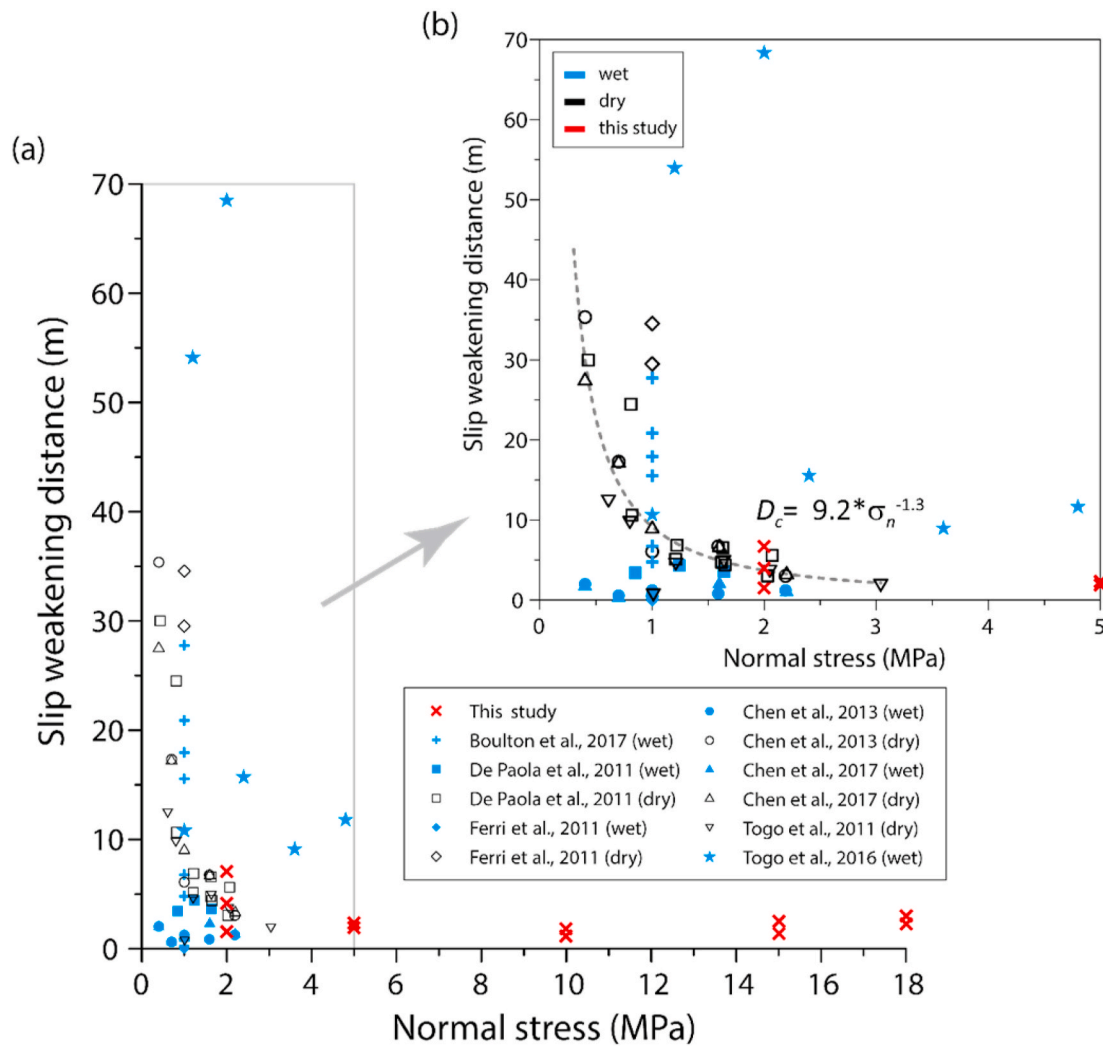 (b)
70
60
50
40
30
20
10
0
Slip weakening distance (m)
wet
dry
this study
D_c = 9.2*σ_n^-1.3
0 1 2 3 4 5
Normal stress (MPa)
(a)
70
60
50
40
30
20
10
0
Slip weakening distance (m)
0 2 4 6 8 10 12 14 16 18
Normal stress (MPa)
This study
Boulton et al., 2017 (wet)
De Paola et al., 2011 (wet)
De Paola et al., 2011 (dry)
Ferri et al., 2011 (wet)
Ferri et al., 2011 (dry)
Chen et al., 2013 (wet)
Chen et al., 2013 (dry)
Chen et al., 2017 (wet)
Chen et al., 2017 (dry)
Togo et al., 2011 (dry)
Togo et al., 2016 (wet)